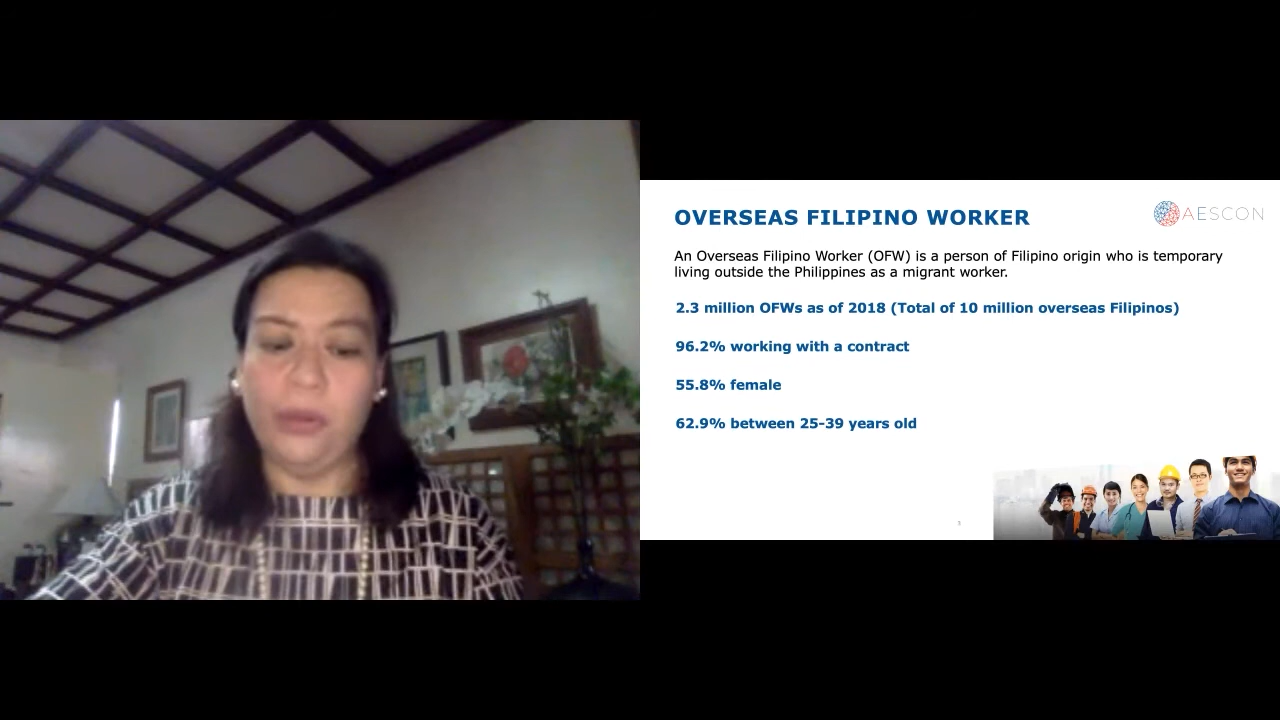 OVERSEAS FILIPINO WORKER
AESCON
An Overseas Filipino Worker (OFW) is a person of Filipino origin who is temporary
living outside the Philippines as a migrant worker.
2.3 million OFWs as of 2018 (Total of 10 million overseas Filipinos)
96.2% working with a contract
55.8% female
62.9% between 25-39 years old